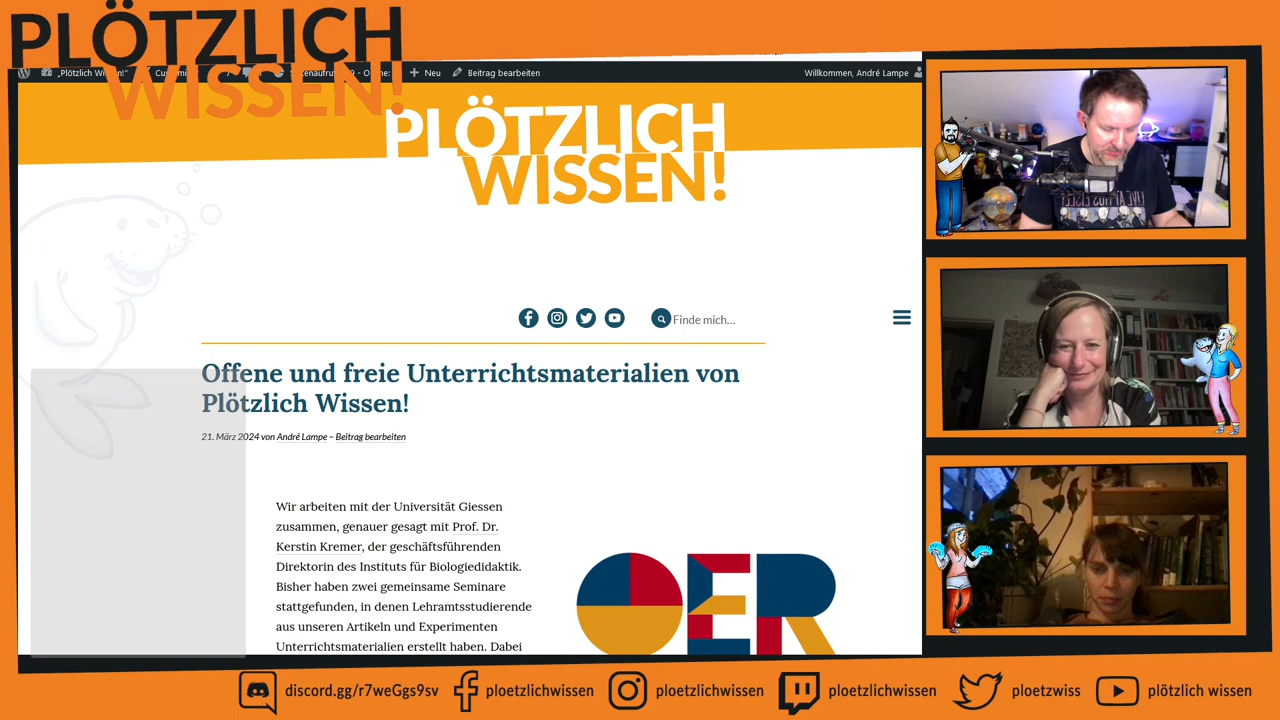 PLÖTZLICH
WISSEN!
„Plötzlich Wissen!“
Neu
Beitrag bearbeiten
Willkommen, André Lampe
PLÖTZLICH
WISSEN!
Finde mich...
Offene und freie Unterrichtsmaterialien von
Plötzlich Wissen!
21. März 2024 von André Lampe – Beitrag bearbeiten
Wir arbeiten mit der Universität Giessen
zusammen, genauer gesagt mit Prof. Dr.
Kerstin Kremer, der geschäftsführenden
Direktorin des Instituts für Biologiedidaktik.
Bisher haben zwei gemeinsame Seminare
stattgefunden, in denen Lehramtsstudierende
aus unseren Artikeln und Experimenten
Unterrichtsmaterialien erstellt haben. Dabei
OER
discord.gg/r7weGgs9sv
ploetzlichwissen
ploetzlichwissen
ploetzlichwissen
ploetzwiss
plötzlich wissen